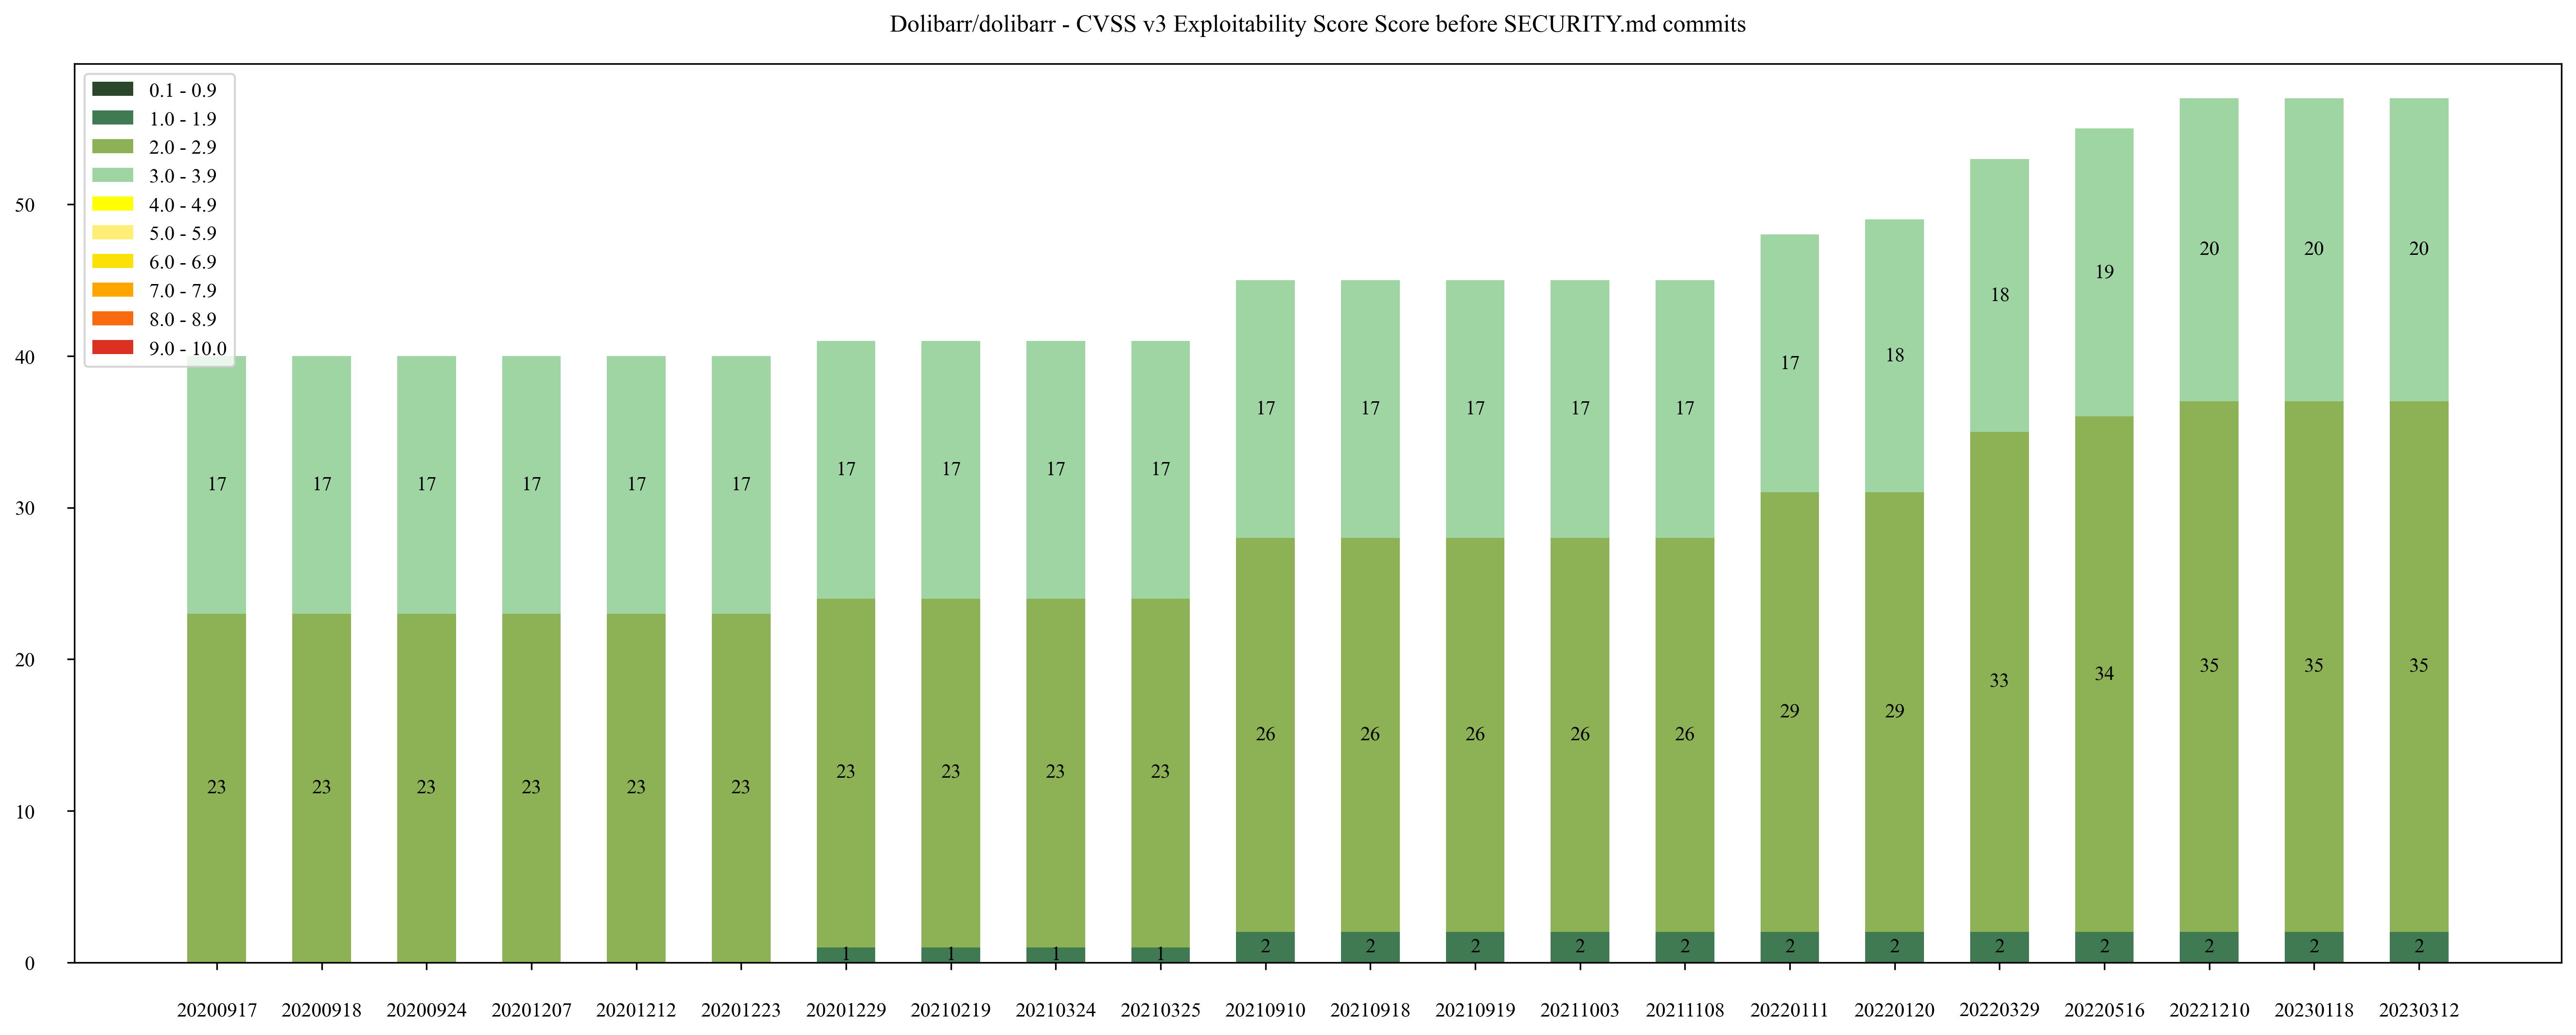 Dolibarr/dolibarr - CVSS v3 Exploitability Score Score before SECURITY.md commits
0.1 - 0.9
1.0 - 1.9
2.0 - 2.9
3.0 - 3.9
4.0 - 4.9
5.0 - 5.9
6.0 - 6.9
7.0 - 7.9
8.0 - 8.9
9.0 - 10.0
50
40
30
20
10
0
17 17 17 17 17 17 17 17 17 17 17 17 17 17 17 17 18 18 19 20 20 20
23 23 23 23 23 23 23 23 23 23 26 26 26 26 26 29 29 33 34 35 35 35
1 1 1 1 2 2 2 2 2 2 2 2 2 2 2 2
20200917 20200918 20200924 20201207 20201212 20201223 20201229 20210219 20210324 20210325 20210910 20210918 20210919 20211003 20211108 20220111 20220120 20220329 20220516 20221210 20230118 20230312